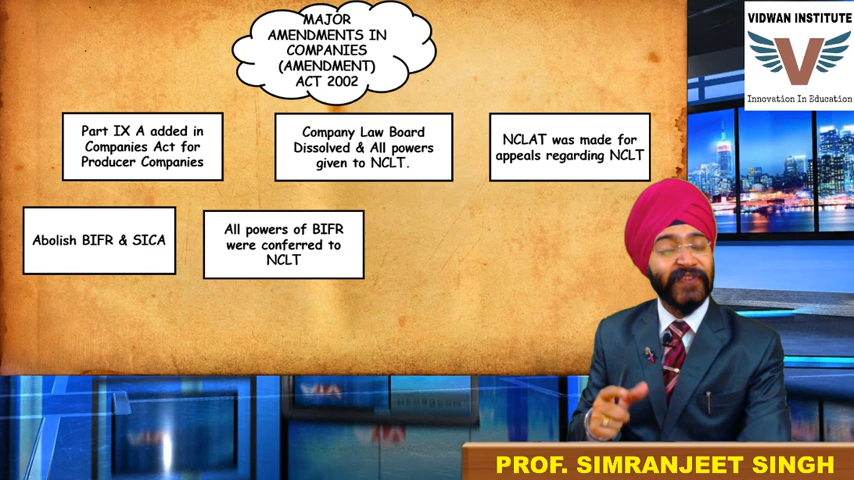 MAJOR
AMENDMENTS IN
COMPANIES
(AMENDMENT)
ACT 2002
VIDWAN INSTITUTE
V
Innovation In Education
Part IX A added in
Companies Act for
Producer Companies
Company Law Board
Dissolved & All powers
given to NCLT.
NCLAT was made for
appeals regarding NCLT
Abolish BIFR & SICA
All powers of BIFR
were conferred to
NCLT
PROF. SIMRANJEET SINGH